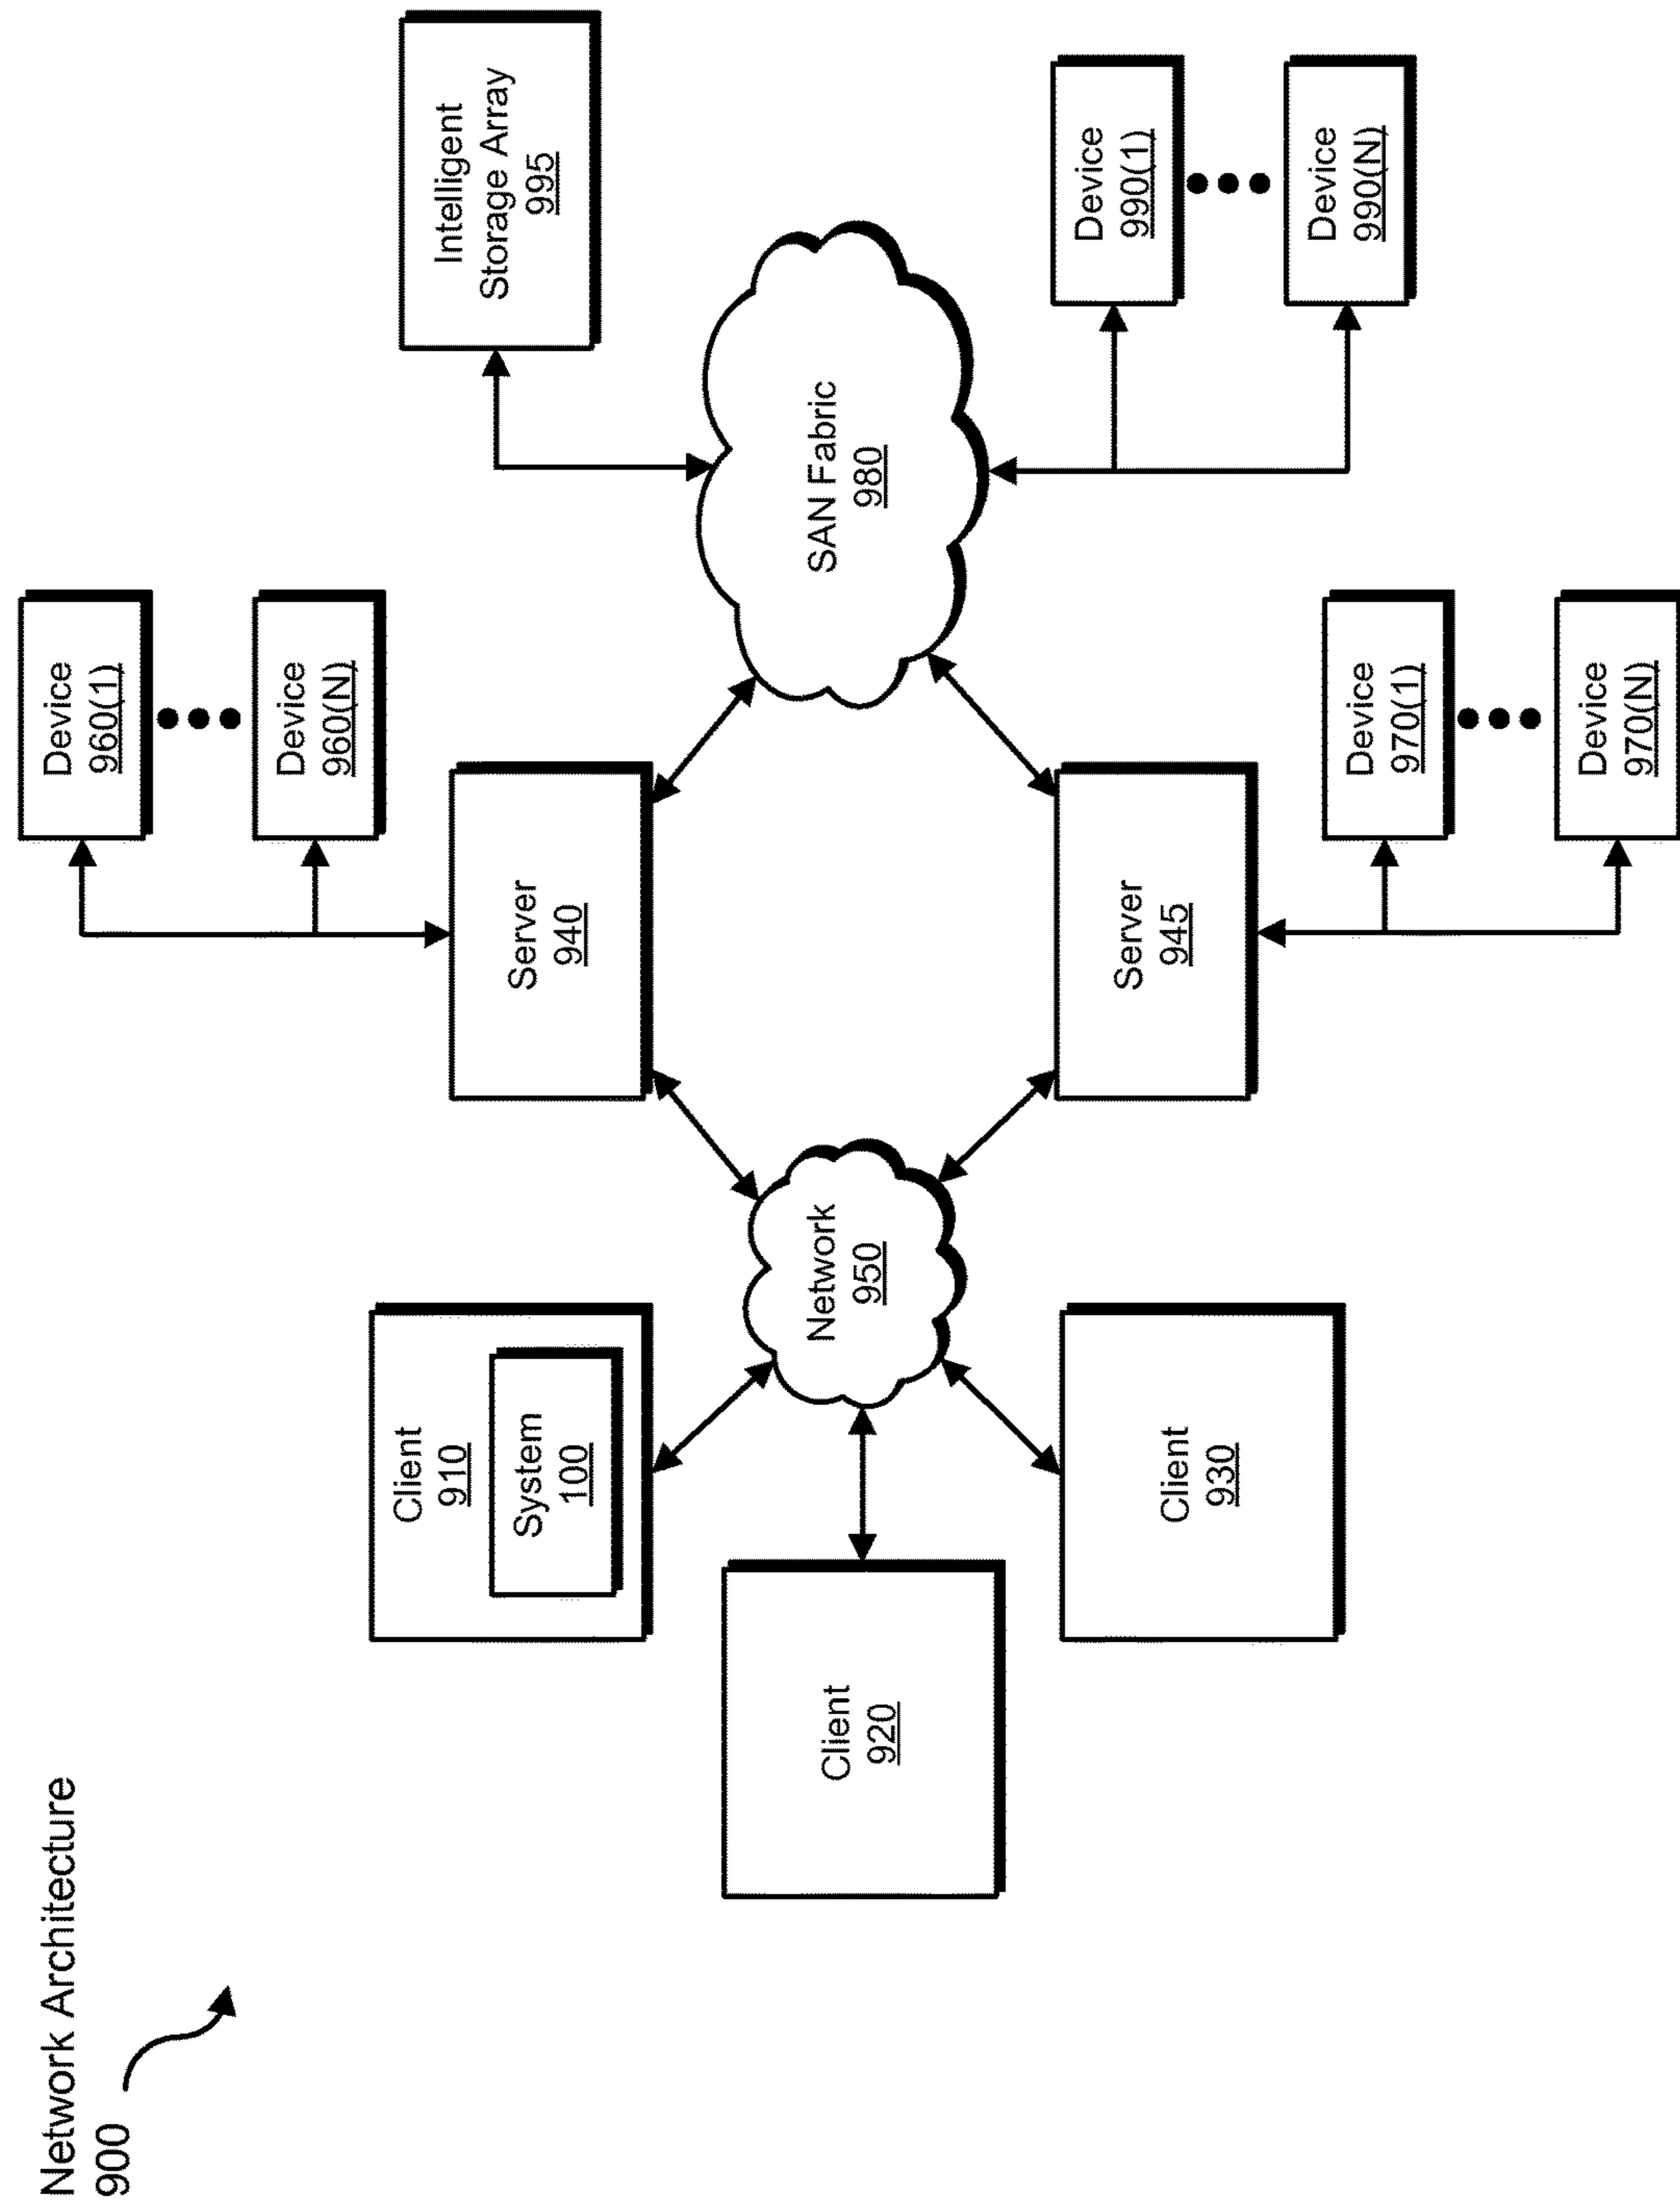 Network Architecture
900
Client
910
System
100
Client
920
Client
930
Network
950
Server
940
Server
945
Device
960(1)
Device
960(N)
Device
970(1)
Device
970(N)
SAN Fabric
980
Intelligent
Storage Array
995
Device
990(1)
Device
990(N)